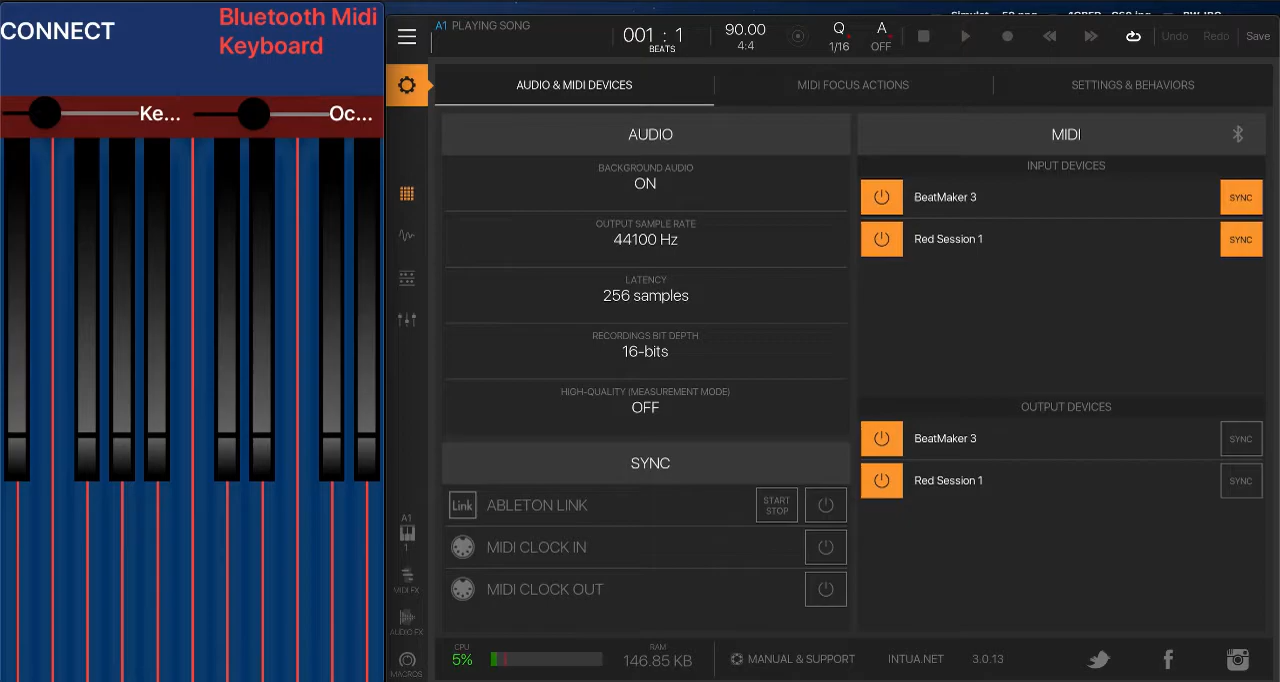 CONNECT
Bluetooth Midi
Keyboard
Ke...
Oc...
A1 PLAYING SONG
001 : 1
BEATS
90.00
4:4
Q
1/16
A
OFF
Undo
Redo
Save
AUDIO & MIDI DEVICES
MIDI FOCUS ACTIONS
SETTINGS & BEHAVIORS
AUDIO
BACKGROUND AUDIO
ON
OUTPUT SAMPLE RATE
44100 Hz
LATENCY
256 samples
RECORDINGS BIT DEPTH
16-bits
HIGH-QUALITY (MEASUREMENT MODE)
OFF
SYNC
Link
ABLETON LINK
START
STOP
MIDI CLOCK IN
MIDI CLOCK OUT
MIDI
INPUT DEVICES
BeatMaker 3
SYNC
Red Session 1
SYNC
OUTPUT DEVICES
BeatMaker 3
SYNC
Red Session 1
SYNC
A1
1
MIDI FX
AUDIO FX
MACROS
CPU
5%
RAM
146.85 KB
MANUAL & SUPPORT
INTUA.NET
3.0.13